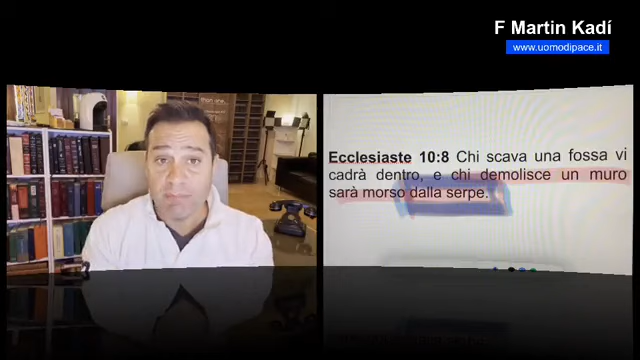 F Martin Kadí
www.uomodipace.it
Ecclesiaste 10:8 Chi scava una fossa vi
cadrà dentro, e chi demolisce un muro
sarà morso dalla serpe.